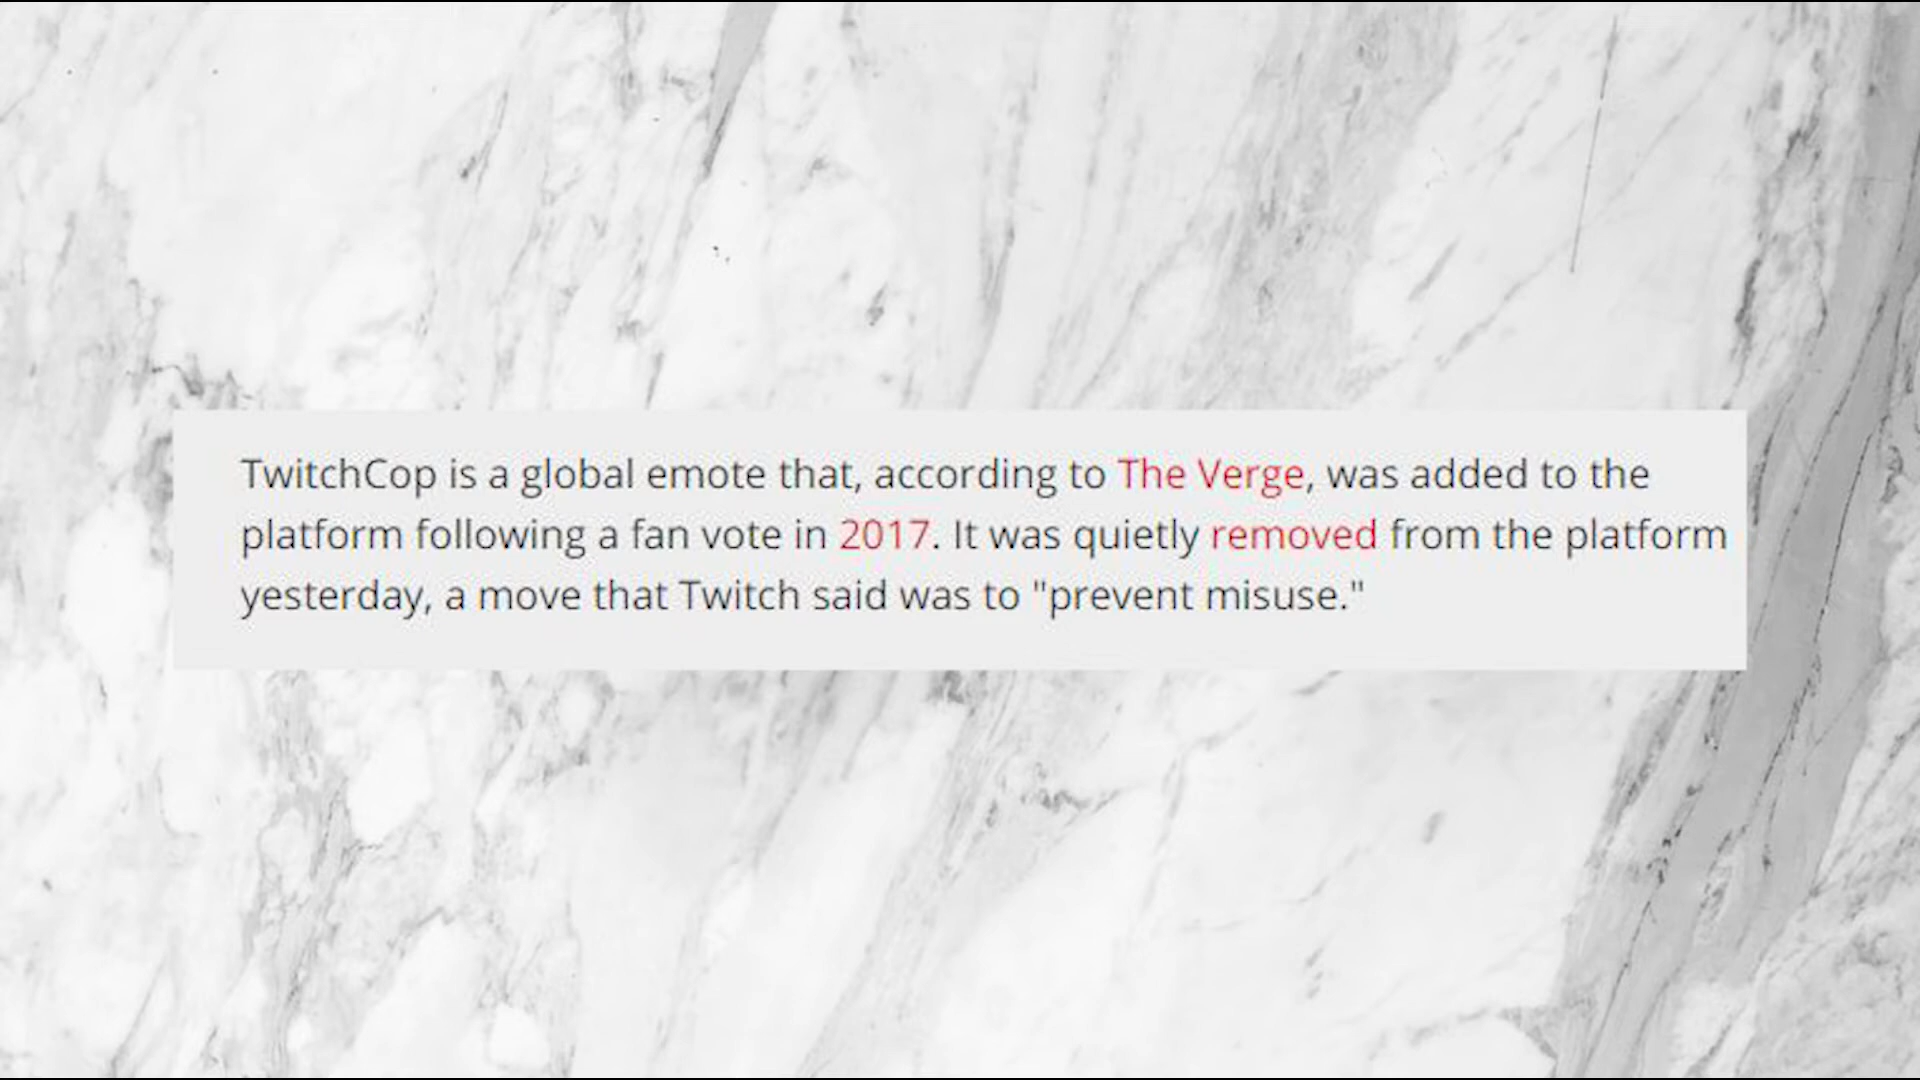 TwitchCop is a global emote that, according to The Verge, was added to the
platform following a fan vote in 2017. It was quietly removed from the platform
yesterday, a move that Twitch said was to "prevent misuse."